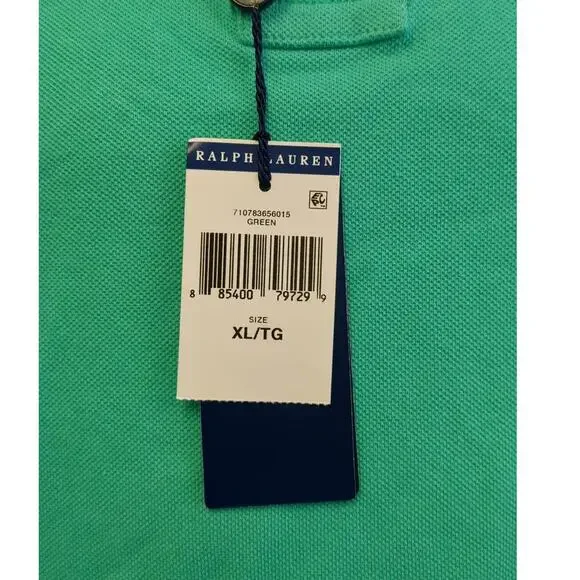 RALPH LAUREN
710783656015
GREEN
8 85400 79729 9
SIZE
XL/TG